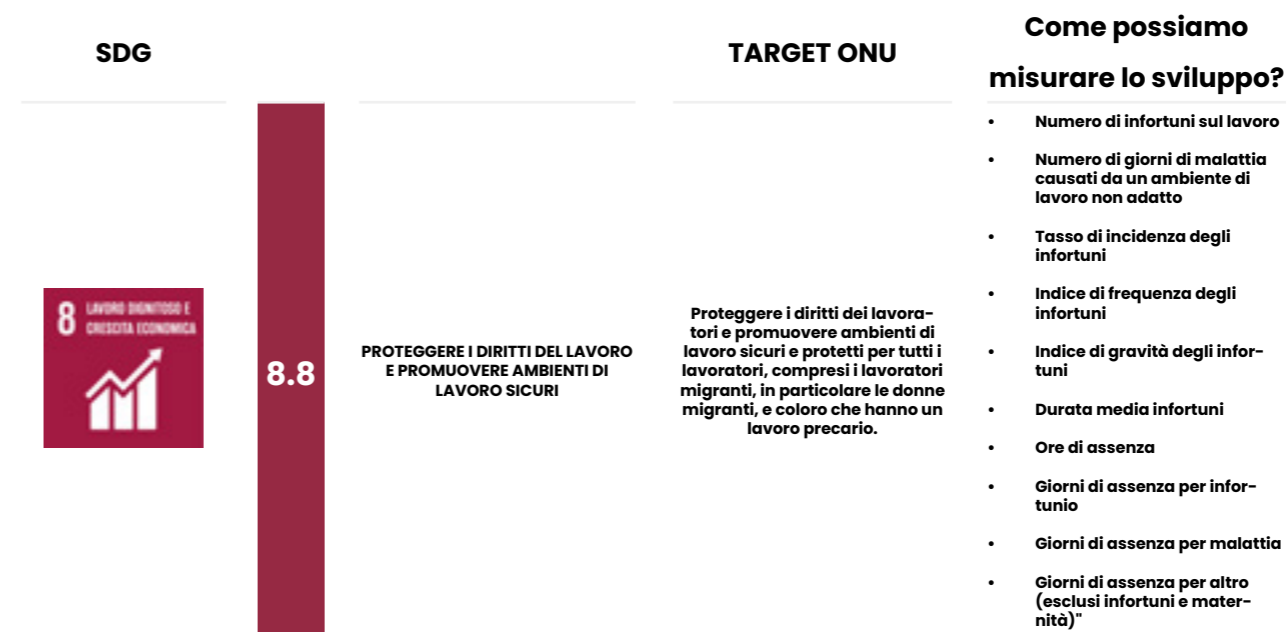 SDG
TARGET ONU
Come possiamo
misurare lo sviluppo?
8 LAVORO DIGNITOSO E
CRESCITA ECONOMICA
8.8
PROTEGGERE I DIRITTI DEL LAVORO
E PROMUOVERE AMBIENTI DI
LAVORO SICURI
Proteggere i diritti dei lavora-
tori e promuovere ambienti di
lavoro sicuri e protetti per tutti i
lavoratori, compresi i lavoratori
migranti, in particolare le donne
migranti, e coloro che hanno un
lavoro precario.
• Numero di infortuni sul lavoro
• Numero di giorni di malattia
causati da un ambiente di
lavoro non adatto
• Tasso di incidenza degli
infortuni
• Indice di frequenza degli
infortuni
• Indice di gravità degli infor-
tuni
• Durata media infortuni
• Ore di assenza
• Giorni di assenza per infor-
tunio
• Giorni di assenza per malattia
• Giorni di assenza per altro
(esclusi infortuni e mater-
nità)"